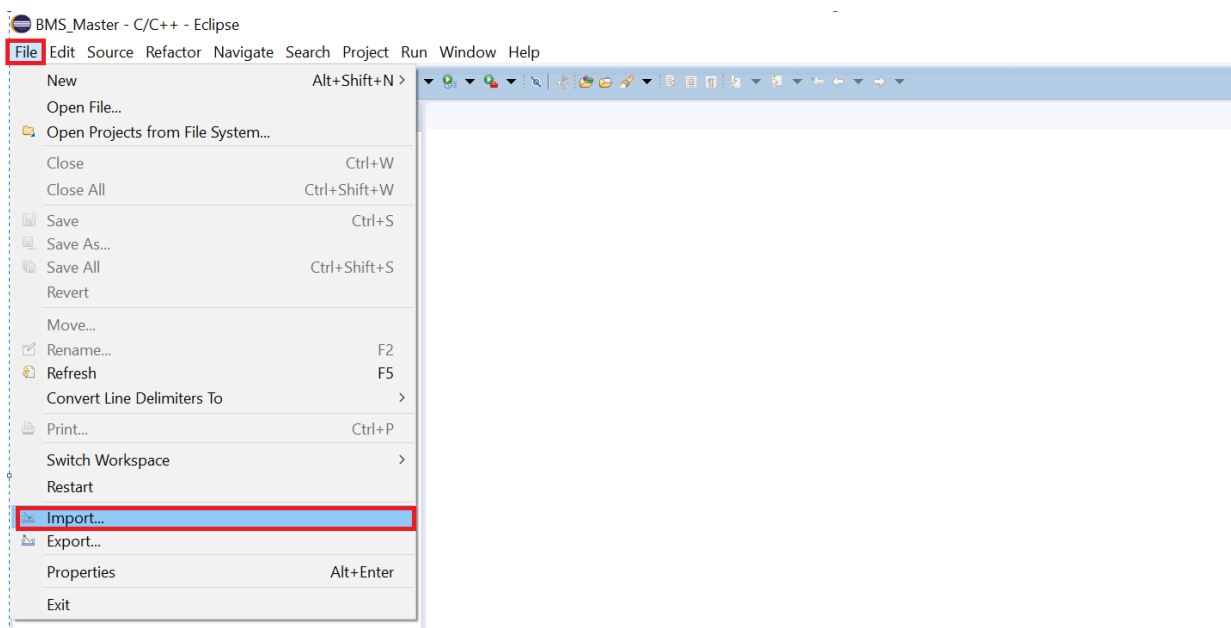 BMS_Master - C/C++ - Eclipse
File Edit Source Refactor Navigate Search Project Run Window Help
New Alt+Shift+N >
Open File...
Open Projects from File System...
Close Ctrl+W
Close All Ctrl+Shift+W
Save Ctrl+S
Save As...
Save All Ctrl+Shift+S
Revert
Move...
Rename... F2
Refresh F5
Convert Line Delimiters To >
Print... Ctrl+P
Switch Workspace >
Restart
Import...
Export...
Properties Alt+Enter
Exit